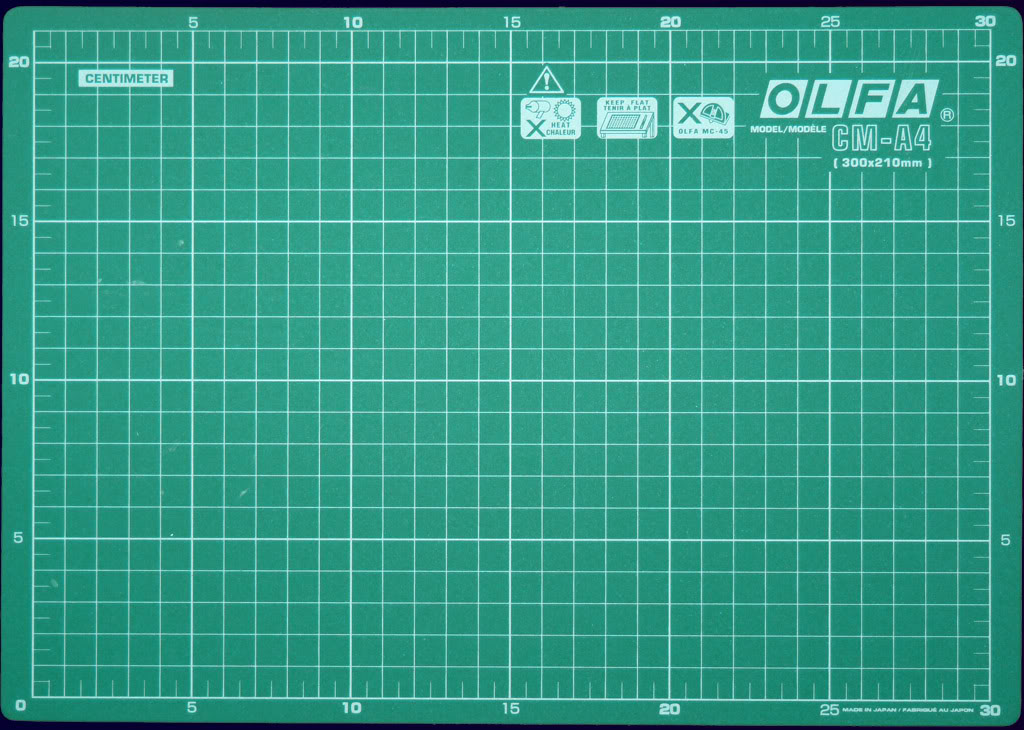 5 10 15 20 25 30
20 20
CENTIMETER
HEAT
CHALEUR
KEEP FLAT
TENIR À PLAT
OLFA MC-45
OLFA ®
MODEL/MODÈLE CM-A4
( 300x210mm )
15 15
10 10
5 5
0 5 10 15 20 25 MADE IN JAPAN / FABRIQUÉ AU JAPON 30